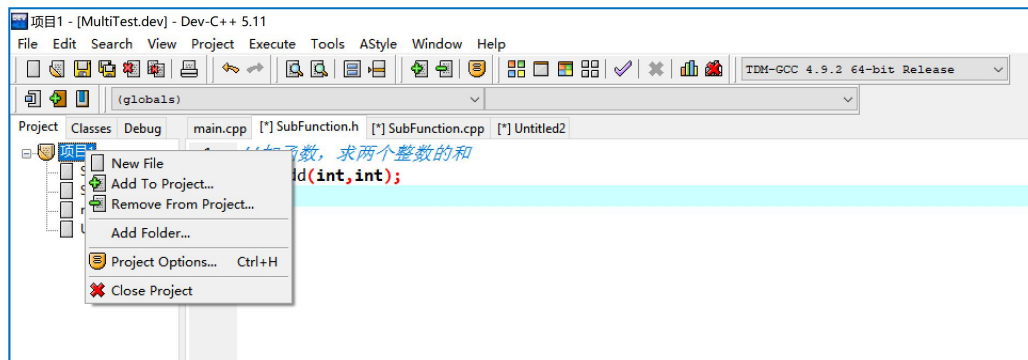 项目1 - [MultiTest.dev] - Dev-C++ 5.11
File Edit Search View Project Execute Tools AStyle Window Help
TDM-GCC 4.9.2 64-bit Release
(globals)
Project Classes Debug main.cpp [*] SubFunction.h [*] SubFunction.cpp [*] Untitled2
项目1
函数，求两个整数的和
(int,int);
New File
Add To Project...
Remove From Project...
Add Folder...
Project Options... Ctrl+H
Close Project